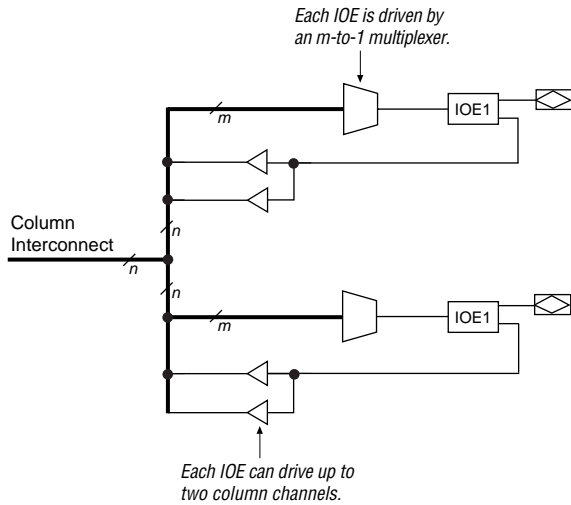 Each IOE is driven by
an m-to-1 multiplexer.
m
IOE1
n
Column
Interconnect
n
n
m
IOE1
Each IOE can drive up to
two column channels.